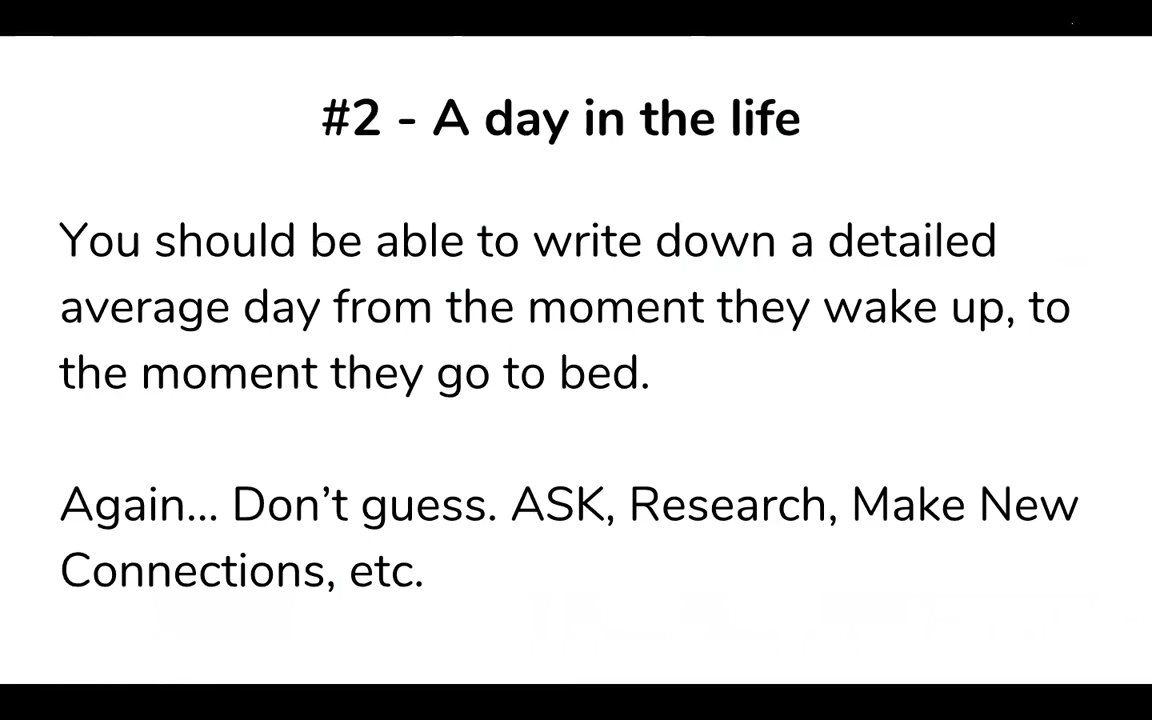 #2 - A day in the life
You should be able to write down a detailed
average day from the moment they wake up, to
the moment they go to bed.
Again... Don’t guess. ASK, Research, Make New
Connections, etc.